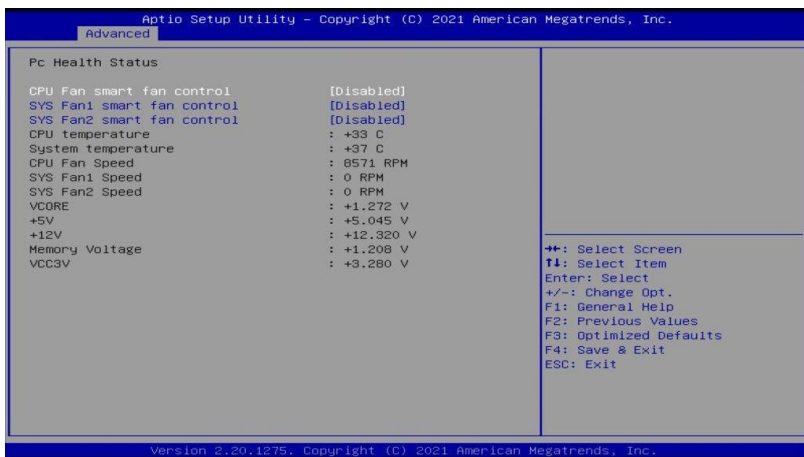 Aptio Setup Utility – Copyright (C) 2021 American Megatrends, Inc.
Advanced
Pc Health Status
CPU Fan smart fan control [Disabled]
SYS Fan1 smart fan control [Disabled]
SYS Fan2 smart fan control [Disabled]
CPU temperature : +33 C
System temperature : +37 C
CPU Fan Speed : 8571 RPM
SYS Fan1 Speed : 0 RPM
SYS Fan2 Speed : 0 RPM
VCORE : +1.272 V
+5V : +5.045 V
+12V : +12.320 V
Memory Voltage : +1.208 V
VCC3V : +3.280 V
→←: Select Screen
↑↓: Select Item
Enter: Select
+/-: Change Opt.
F1: General Help
F2: Previous Values
F3: Optimized Defaults
F4: Save & Exit
ESC: Exit
Version 2.20.1275. Copyright (C) 2021 American Megatrends, Inc.